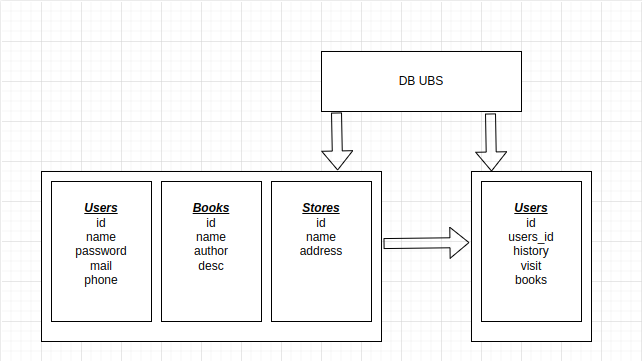 DB UBS
Users
id
name
password
mail
phone
Books
id
name
author
desc
Stores
id
name
address
Users
id
users_id
history
visit
books